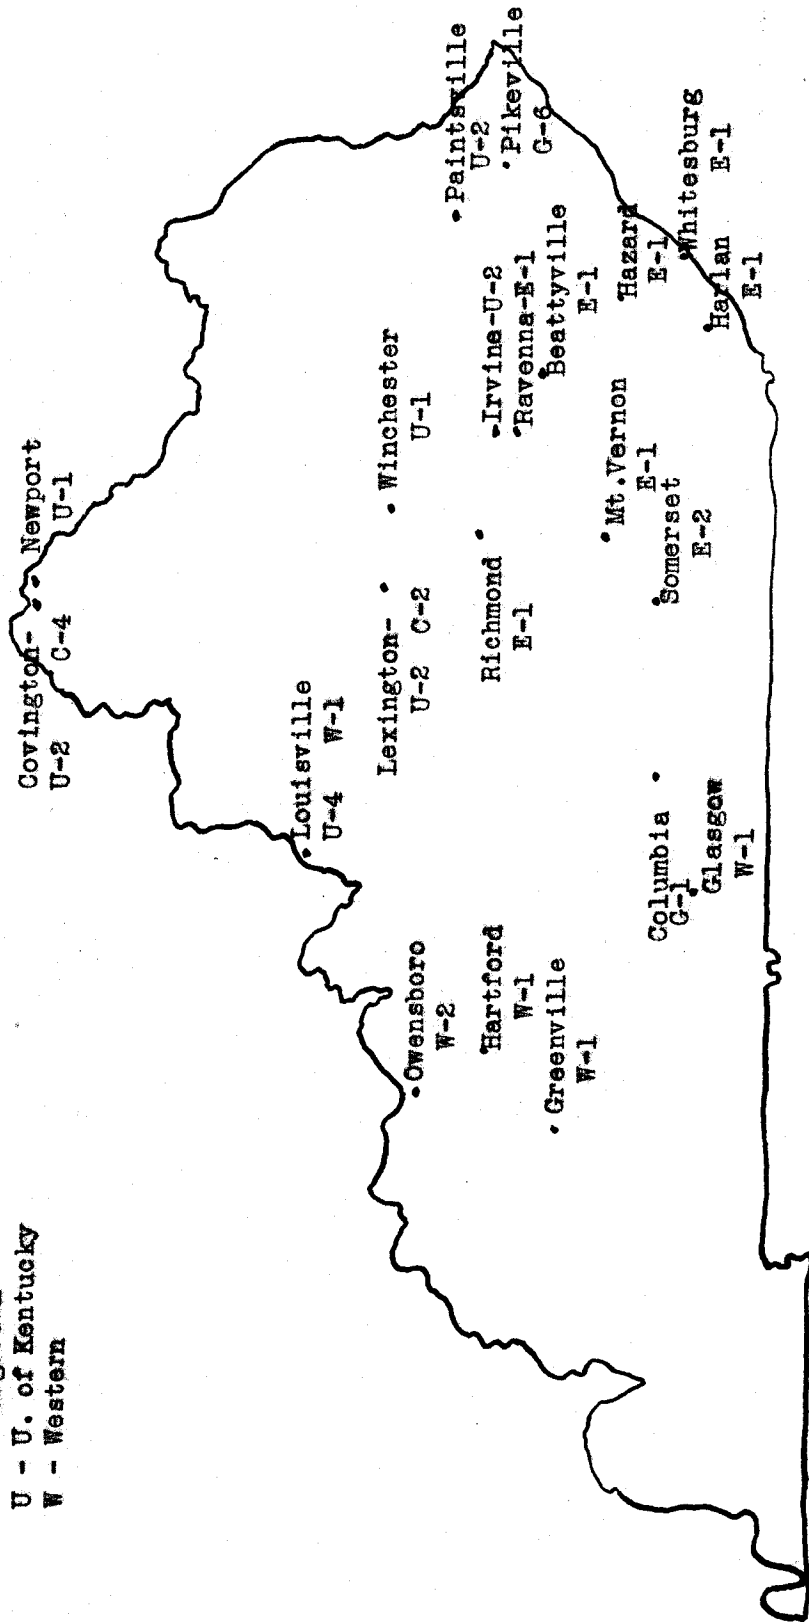 U - U. of Kentucky
W - Western
Covington-
U-2 C-4
Newport
U-1
Louisville
U-4 W-1
Lexington-
U-2 C-2
Winchester
U-1
Owensboro
W-2
Hartford
W-1
Greenville
W-1
Richmond
E-1
Irvine-U-2
Ravenna-E-1
Beattyville
E-1
Paintsville
U-2
Pikeville
G-6
Mt.Vernon
E-1
Somerset
E-2
Hazard
E-1
Whitesburg
E-1
Harlan
E-1
Columbia
G-1
Glasgow
W-1